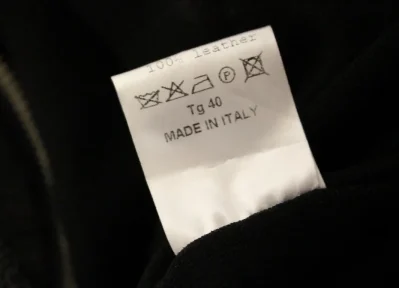 100% leather
P
Tg 40
MADE IN ITALY